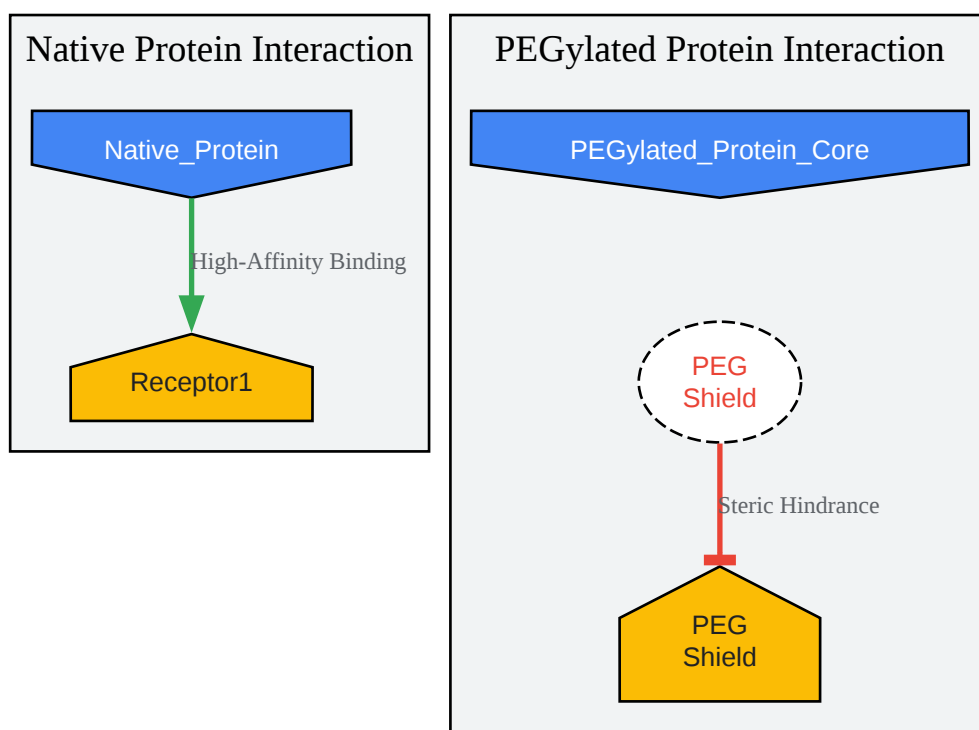 Native Protein Interaction
Native_Protein
High-Affinity Binding
Receptor1
PEGylated Protein Interaction
PEGylated_Protein_Core
PEG
Shield
Steric Hindrance
PEG
Shield